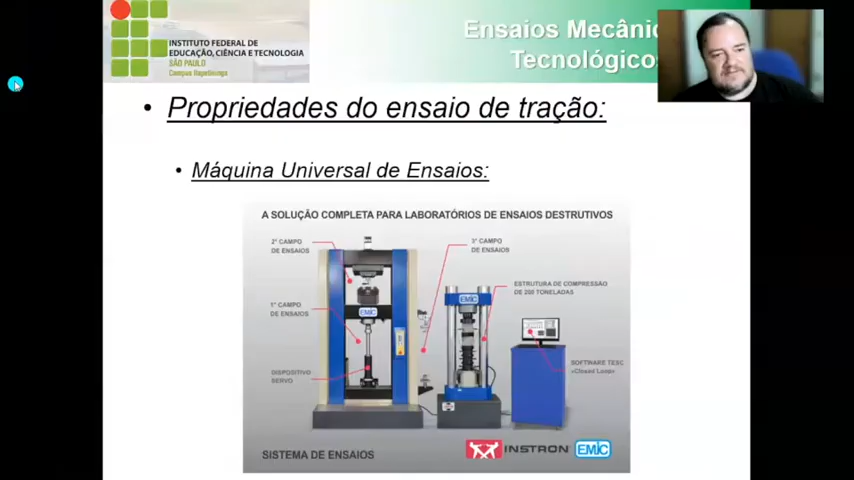 INSTITUTO FEDERAL DE
EDUCAÇÃO, CIÊNCIA E TECNOLOGIA
SÃO PAULO
Campus Itapetininga
Ensaios Mecânic
Tecnológicos
• Propriedades do ensaio de tração:
• Máquina Universal de Ensaios:
A SOLUÇÃO COMPLETA PARA LABORATÓRIOS DE ENSAIOS DESTRUTIVOS
2º CAMPO
DE ENSAIOS
3º CAMPO
DE ENSAIOS
ESTRUTURA DE COMPRESSÃO
DE 200 TONELADAS
EMIC
1º CAMPO
DE ENSAIOS
EMIC
SOFTWARE TESC
«Closed Loop»
DISPOSITIVO
SERVO
SISTEMA DE ENSAIOS
INSTRON EMIC